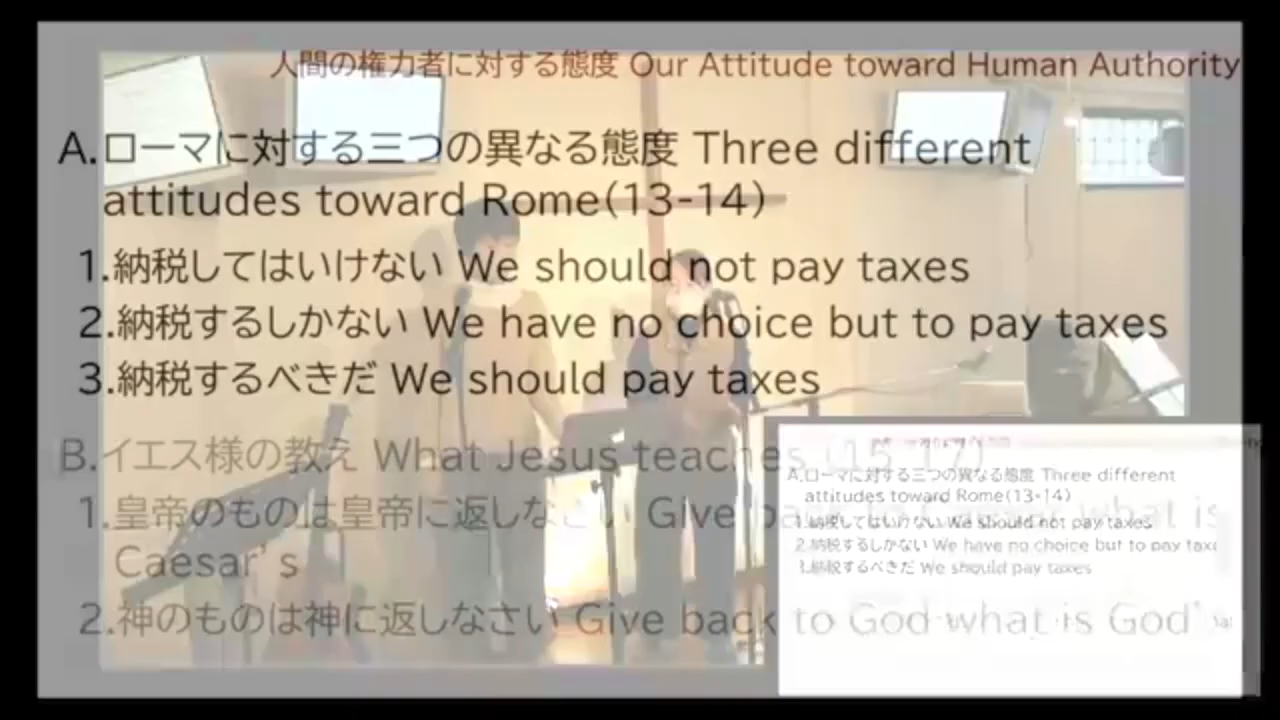 人間の権力者に対する態度 Our Attitude toward Human Authority
A.ローマに対する三つの異なる態度 Three different
attitudes toward Rome(13-14)
1.納税してはいけない We should not pay taxes
2.納税するしかない We have no choice but to pay taxes
3.納税するべきだ We should pay taxes
B.イエス様の教え What Jesus teaches (15-17)
1.皇帝のものは皇帝に返しなさい Give back to Caesar what is
Caesar's
2.神のものは神に返しなさい Give back to God what is God's
A.ローマに対する三つの異なる態度 Three different
attitudes toward Rome(13-14)
1.納税してはいけない We should not pay taxes
2.納税するしかない We have no choice but to pay taxe
3.納税するべきだ We should pay taxes